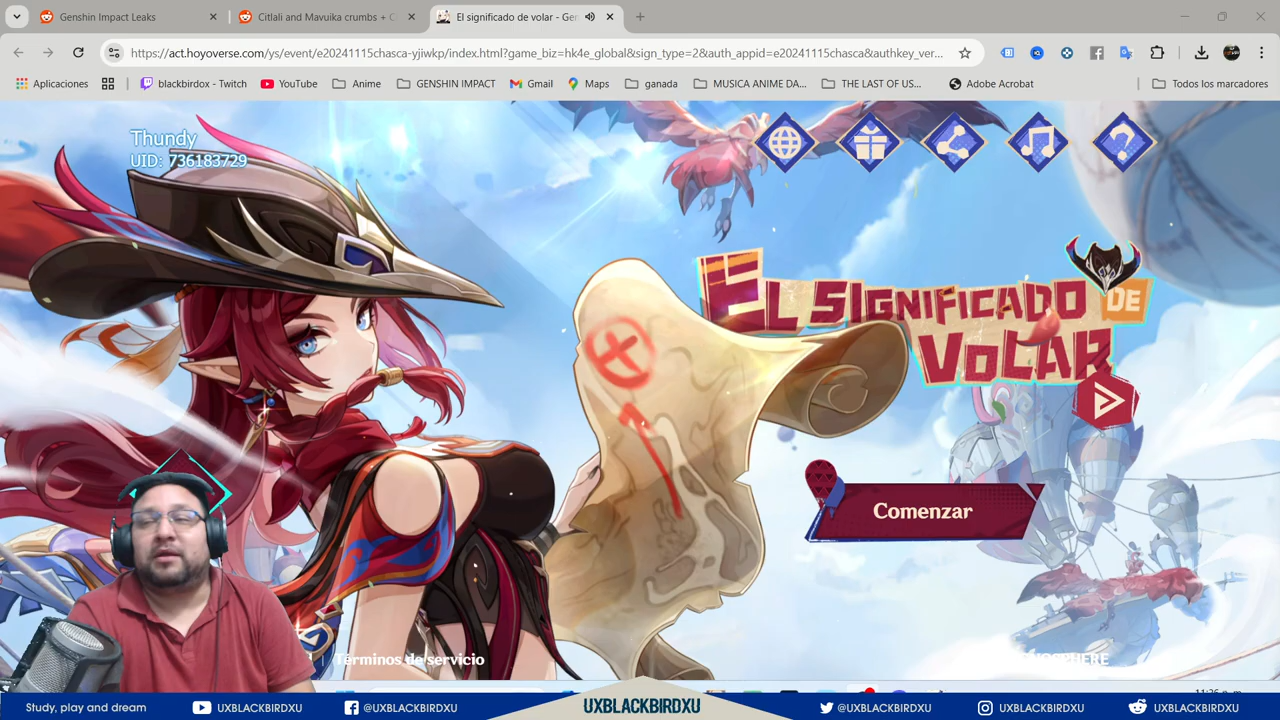 Genshin Impact Leaks
Citlali and Mavuika crumbs + C
El significado de volar - Gen
https://act.hoyoverse.com/ys/event/e20241115chasca-yjiwkp/index.html?game_biz=hk4e_global&sign_type=2&auth_appid=e20241115chasca&authkey_ver...
Aplicaciones
blackbirdox - Twitch
YouTube
Anime
GENSHIN IMPACT
Gmail
Maps
ganada
MUSICA ANIME DA...
THE LAST OF US...
Adobe Acrobat
Todos los marcadores
Thundy
UID: 736183729
EL SIGNIFICADO DE
VOLAR
Comenzar
Términos de servicio
Study, play and dream
UXBLACKBIRDXU
@UXBLACKBIRDXU
UXBLACKBIRDXU
@UXBLACKBIRDXU
UXBLACKBIRDXU
UXBLACKBIRDXU